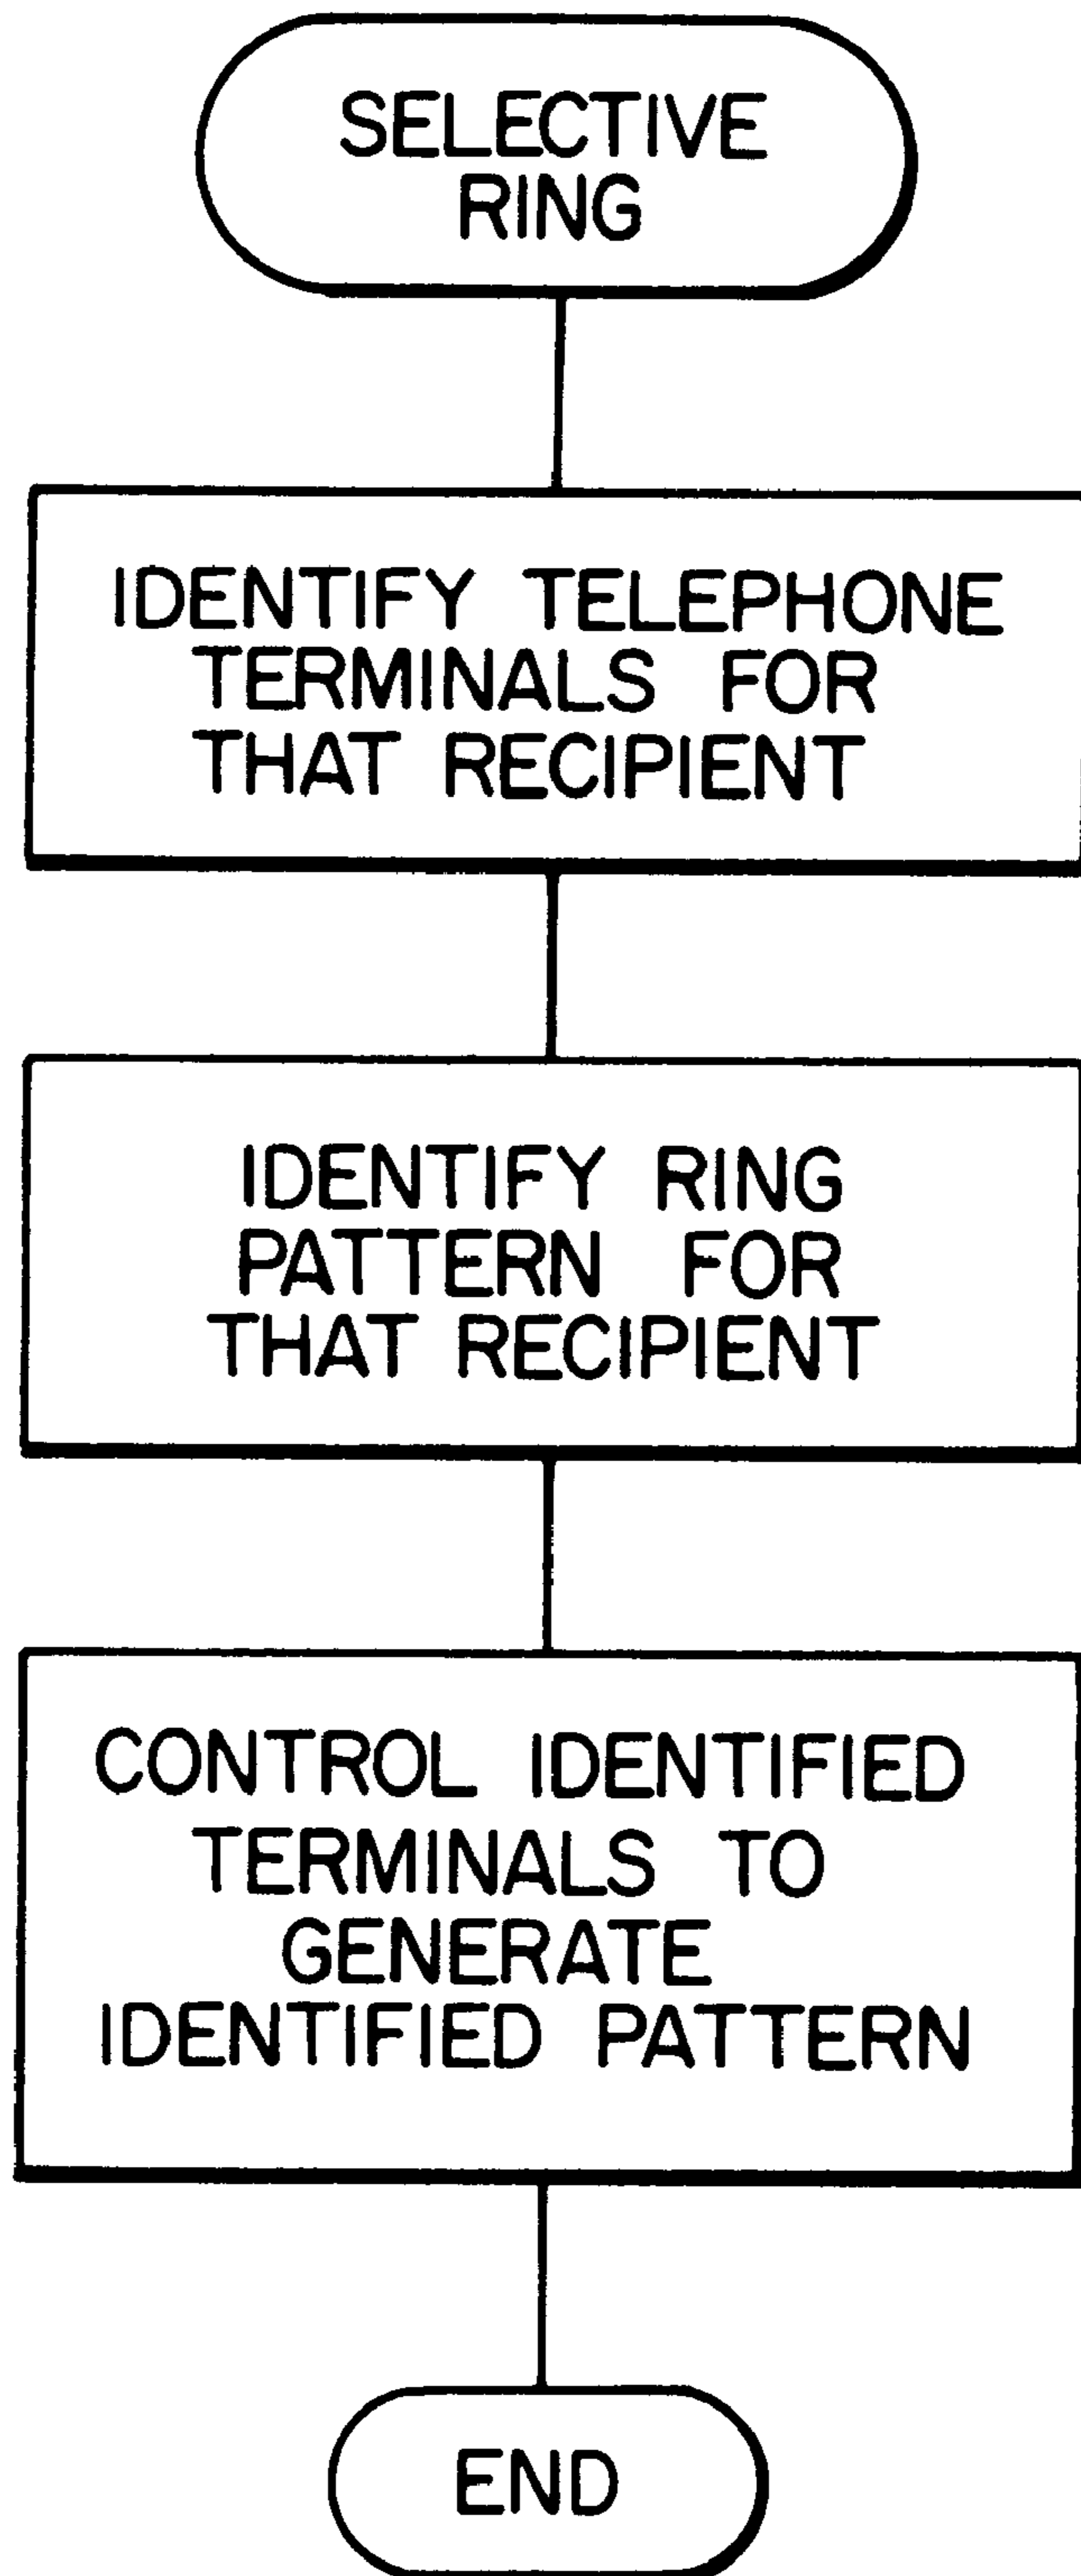 SELECTIVE
RING
IDENTIFY TELEPHONE
TERMINALS FOR
THAT RECIPIENT
IDENTIFY RING
PATTERN FOR
THAT RECIPIENT
CONTROL IDENTIFIED
TERMINALS TO
GENERATE
IDENTIFIED PATTERN
END